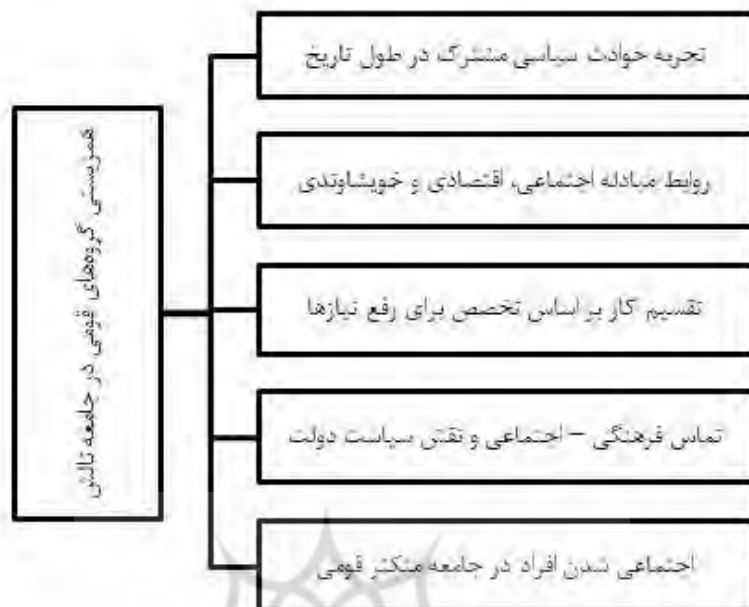 تجربه حوادث سیاسی مشترک در طول تاریخ
روابط مبادله اجتماعی، اقتصادی و خویشاوندی
تقسیم کار بر اساس تخصص برای رفع نیازها
تماس فرهنگی – اجتماعی و نقش سیاست دولت
اجتماعی شدن افراد در جامعه متکثر قومی
همزیستی گروه‌های قومی در جامعه تالش